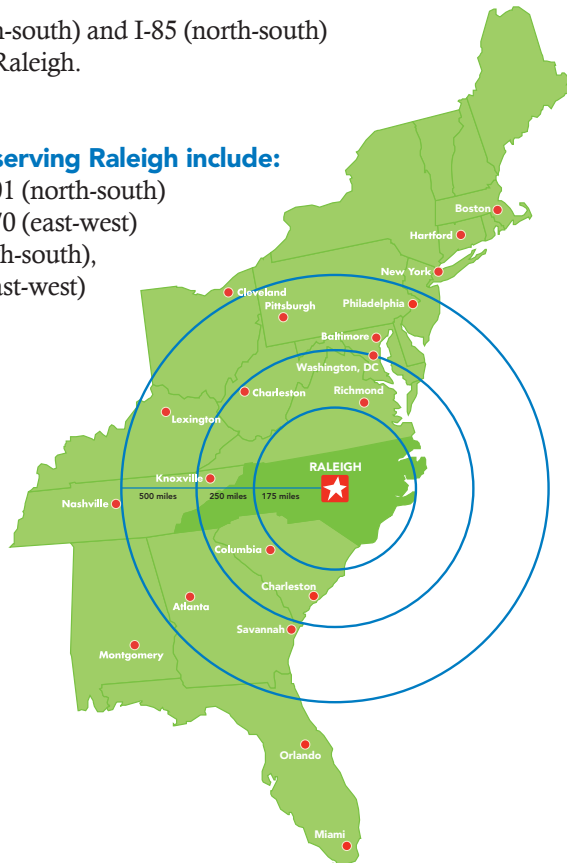 h-south) and I-85 (north-south)
Raleigh.
serving Raleigh include:
01 (north-south)
70 (east-west)
h-south),
ast-west)
Boston
Hartford
New York
Cleveland
Pittsburgh
Philadelphia
Baltimore
Washington, DC
Charleston
Richmond
Lexington
RALEIGH
Knoxville
Nashville
500 miles
250 miles
175 miles
Columbia
Charleston
Atlanta
Savannah
Montgomery
Orlando
Miami